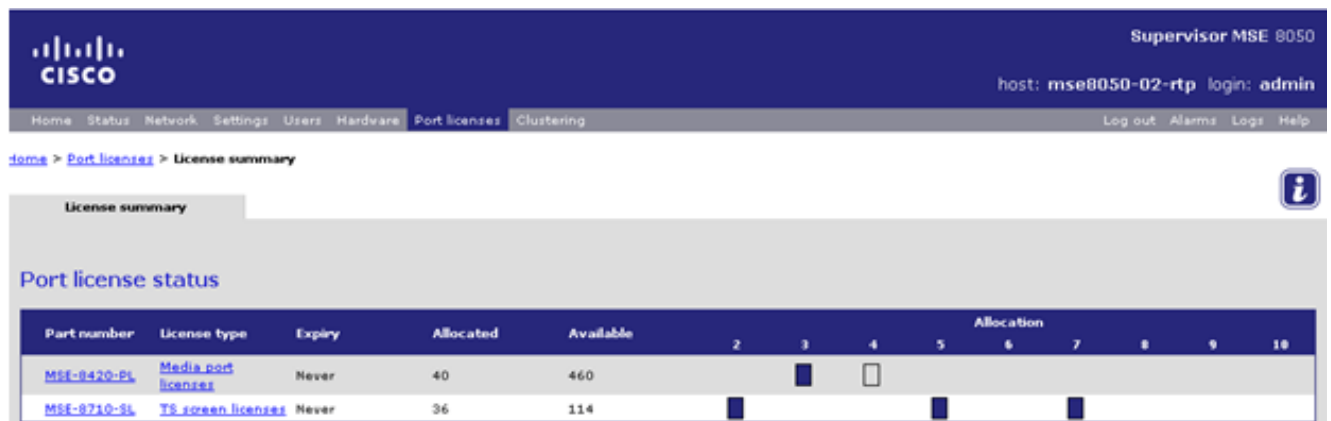 Supervisor MSE 8050
CISCO
host: mse8050-02-rtp login: admin
Home Status Network Settings Users Hardware Port licenses Clustering Log out Alarms Logs Help
Home > Port licenses > License summary
i
License summary
Port license status
Part number License type Expiry Allocated Available Allocation
2 3 4 5 6 7 8 9 10
MSE-8420-PL Media port licenses Never 40 460
MSE-8710-SL TS screen licenses Never 36 114